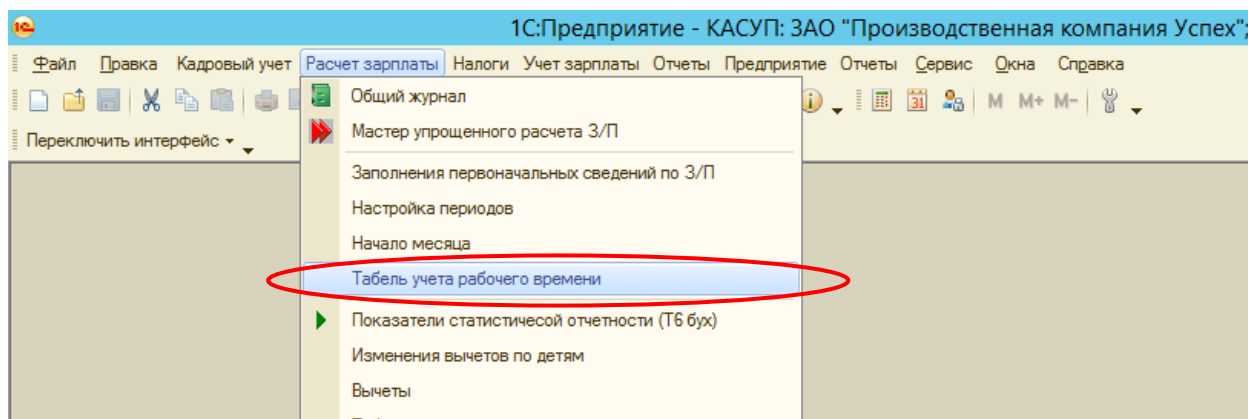 1С:Предприятие - КАСУП: ЗАО "Производственная компания Успех";
Файл Правка Кадровый учет Расчет зарплаты Налоги Учет зарплаты Отчеты Предприятие Отчеты Сервис Окна Справка
31 M M+ M-
Переключить интерфейс
Общий журнал
Мастер упрощенного расчета З/П
Заполнения первоначальных сведений по З/П
Настройка периодов
Начало месяца
Табель учета рабочего времени
Показатели статистичесой отчетности (Т6 бух)
Изменения вычетов по детям
Вычеты